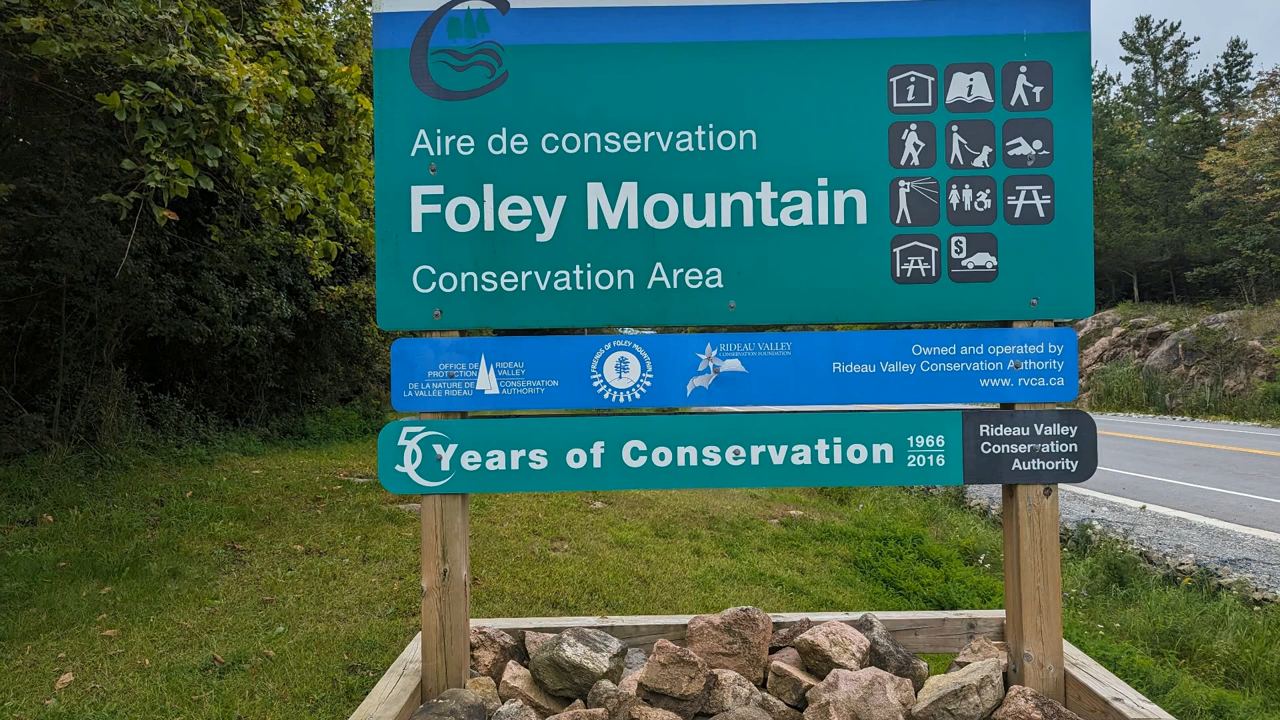 Aire de conservation
Foley Mountain
Conservation Area
i
i
$
OFFICE DE
PROTECTION
DE LA NATURE DE
LA VALLÉE RIDEAU
RIDEAU
VALLEY
CONSERVATION
AUTHORITY
FRIENDS OF FOLEY MOUNTAIN
RIDEAU VALLEY
CONSERVATION FOUNDATION
Owned and operated by
Rideau Valley Conservation Authority
www. rvca.ca
50 Years of Conservation
1966
2016
Rideau Valley
Conservation
Authority